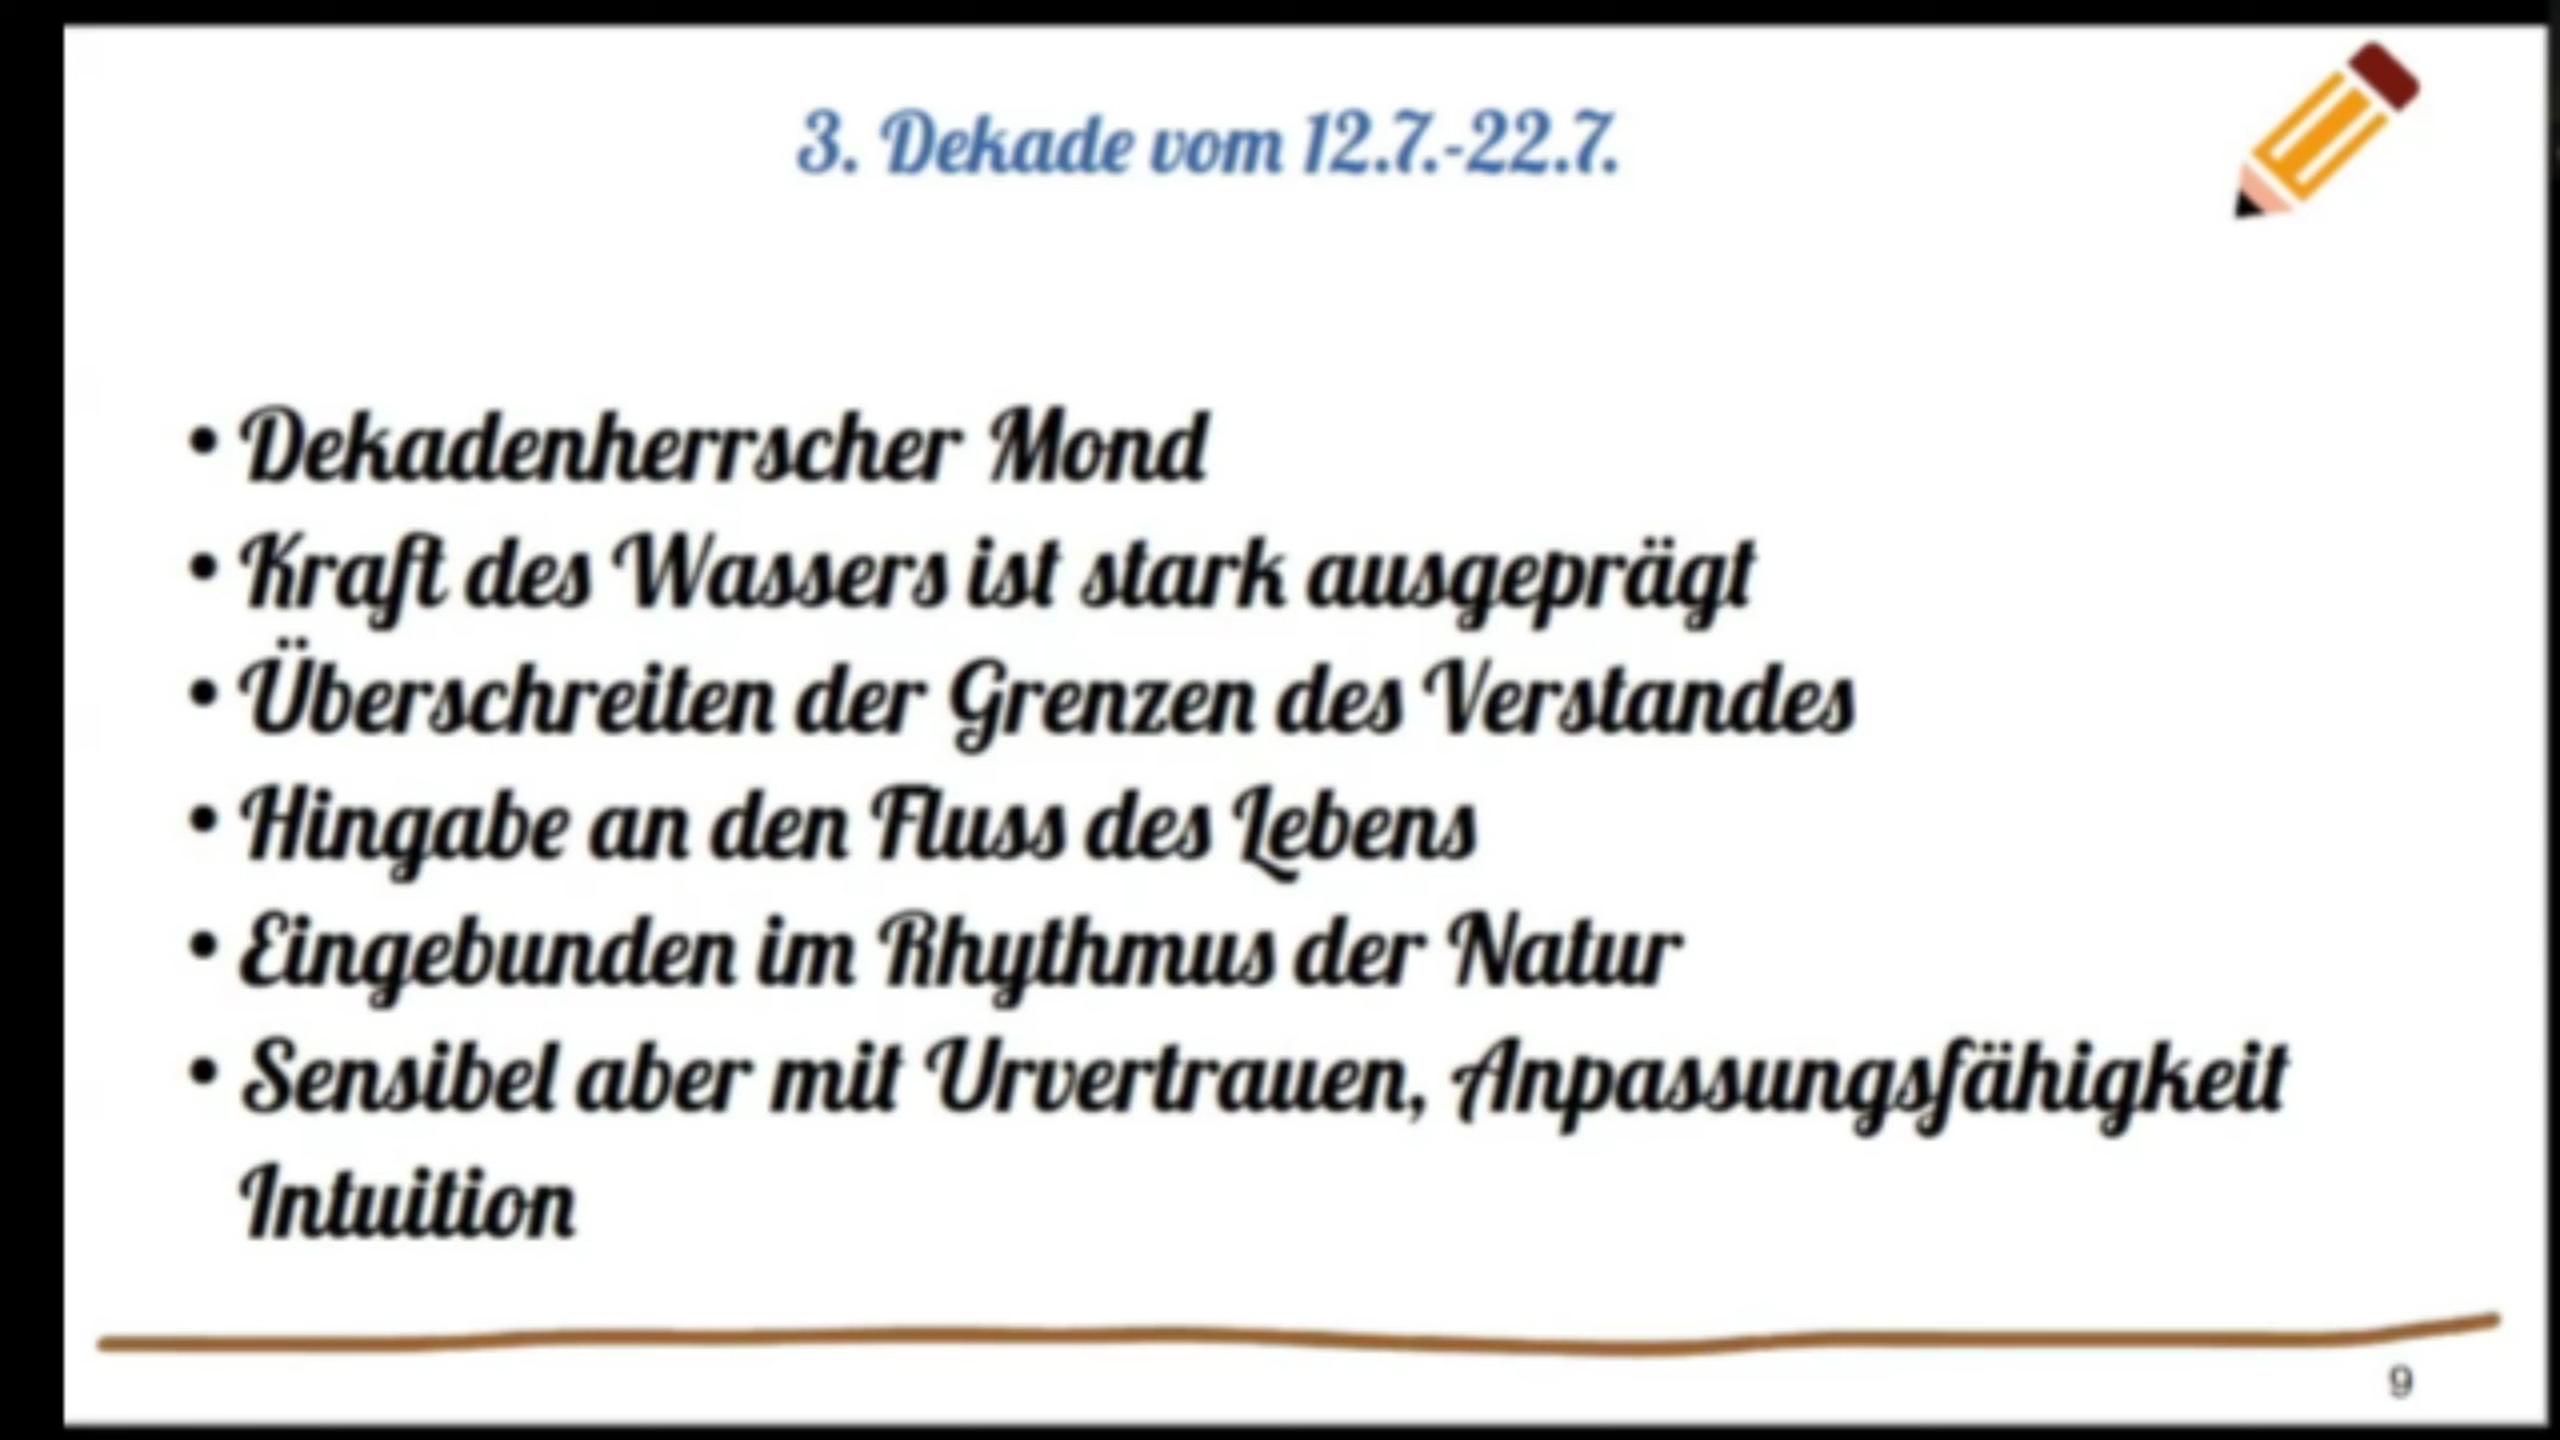 3. Dekade vom 12.7.-22.7.
• Dekadenherrscher Mond
• Kraft des Wassers ist stark ausgeprägt
• Überschreiten der Grenzen des Verstandes
• Hingabe an den Fluss des Lebens
• Eingebunden im Rhythmus der Natur
• Sensibel aber mit Urvertrauen, Anpassungsfähigkeit
Intuition
9